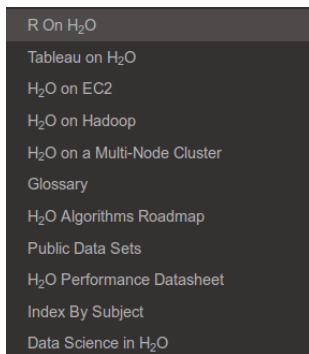 R On H₂O
Tableau on H₂O
H₂O on EC2
H₂O on Hadoop
H₂O on a Multi-Node Cluster
Glossary
H₂O Algorithms Roadmap
Public Data Sets
H₂O Performance Datasheet
Index By Subject
Data Science in H₂O